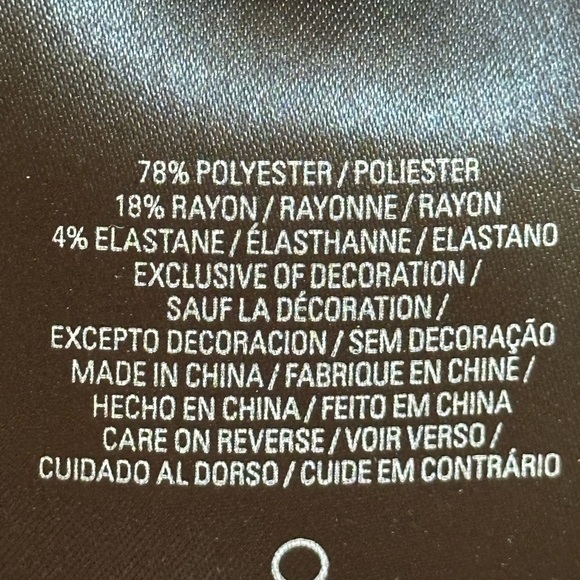 78% POLYESTER / POLIESTER
18% RAYON / RAYONNE / RAYON
4% ELASTANE / ÉLASTHANNE / ELASTANO
EXCLUSIVE OF DECORATION /
SAUF LA DÉCORATION /
EXCEPTO DECORACION / SEM DECORAÇÃO
MADE IN CHINA / FABRIQUE EN CHINE /
HECHO EN CHINA / FEITO EM CHINA
CARE ON REVERSE / VOIR VERSO /
CUIDADO AL DORSO / CUIDE EM CONTRÁRIO